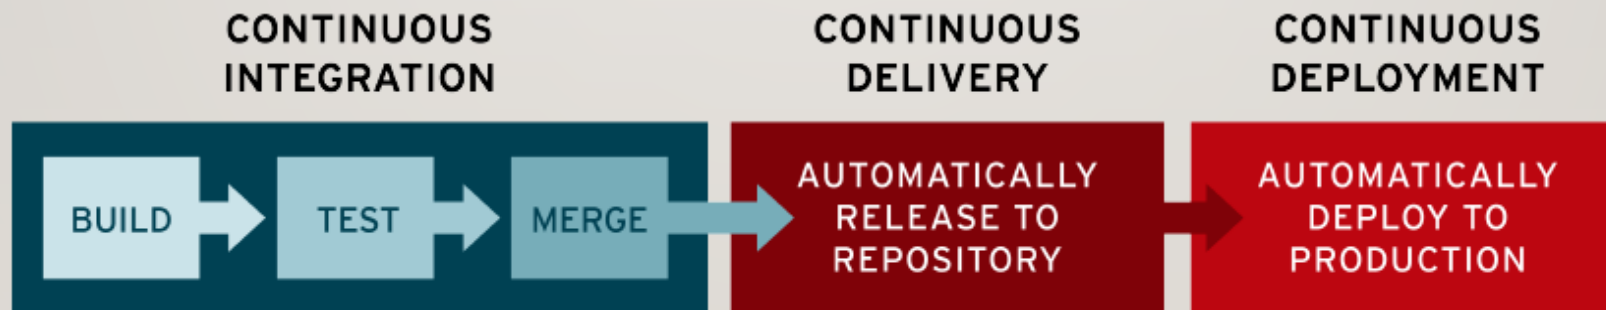 CONTINUOUS
INTEGRATION
CONTINUOUS
DELIVERY
CONTINUOUS
DEPLOYMENT
BUILD
TEST
MERGE
AUTOMATICALLY
RELEASE TO
REPOSITORY
AUTOMATICALLY
DEPLOY TO
PRODUCTION